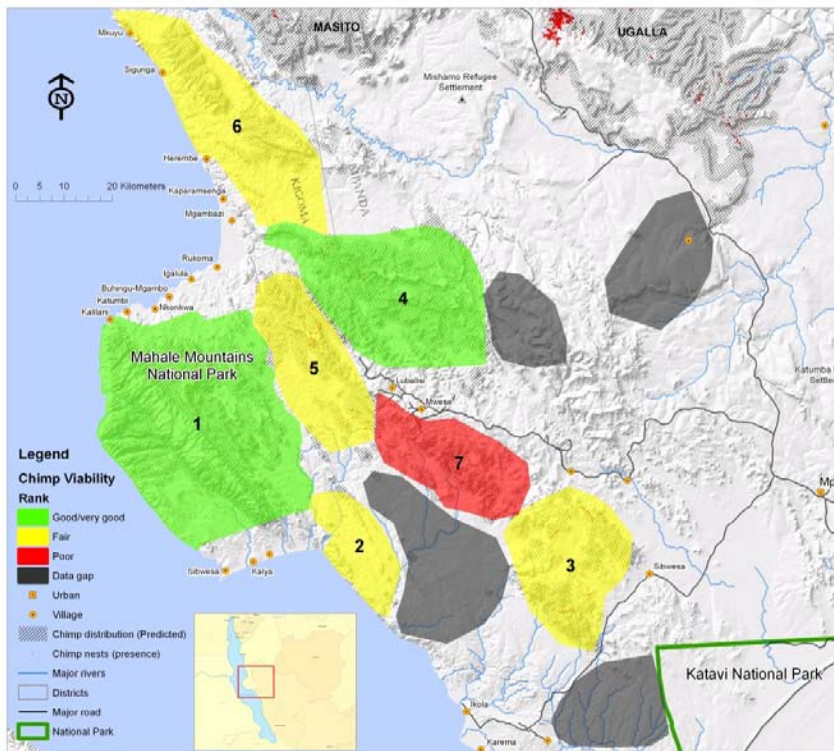 MASITO
UGALLA
Mkuyu
Sigunga
Mishamo Refugee
Settlement
N
6
Herembe
0 5 10 20 Kilometers
Kaparamsenga
KIGOMA
MPANDA
Mgambazi
Rukoma
Igalula
Buhingu-Mgambo
Katumbi
Nkonkwa
Kalilani
4
Mahale Mountains
National Park
5
Lubalisi
Mwese
Katumba
Settle
1
7
Legend
Chimp Viability
Rank
Good/very good
Fair
Poor
Data gap
Urban
Village
Chimp distribution (Predicted)
Chimp nests (presence)
Major rivers
Districts
Major road
National Park
Mp
2
3
Sibwesa
Kalya
Sibwesa
Katavi National Park
Ikola
Karema